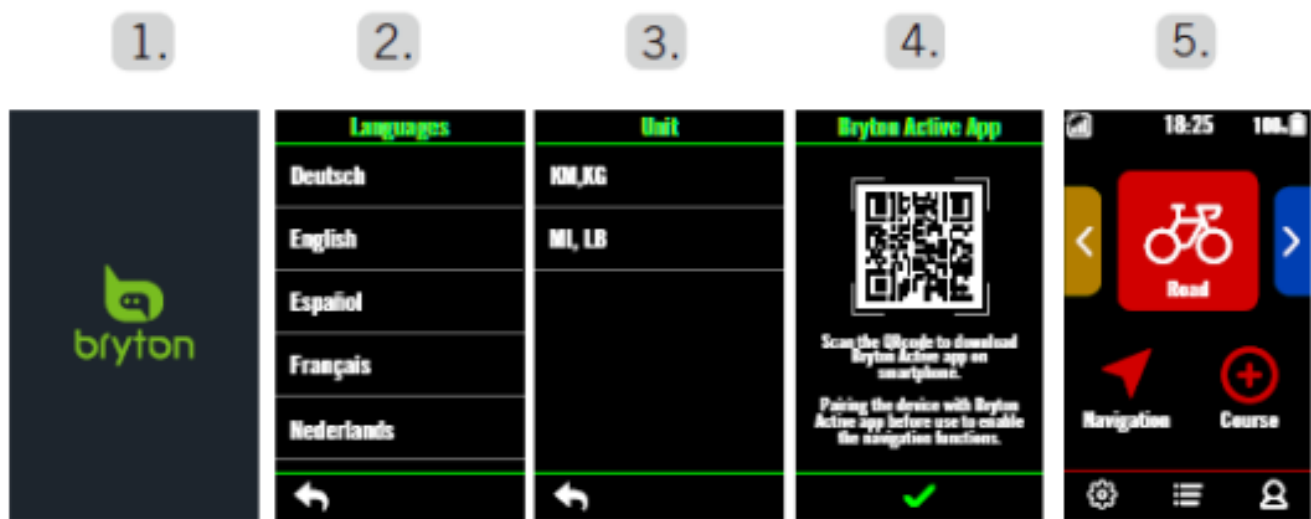 1.
2.
3.
4.
5.
bryton
Languages
Deutsch
English
Español
Français
Nederlands
Unit
KM,KG
MI, LB
Bryton Active App
Scan the QRcode to download
Bryton Active app on
smartphone.
Pairing the device with Bryton
Active app before use to enable
the navigation functions.
18:25
100%
Road
Navigation
Course